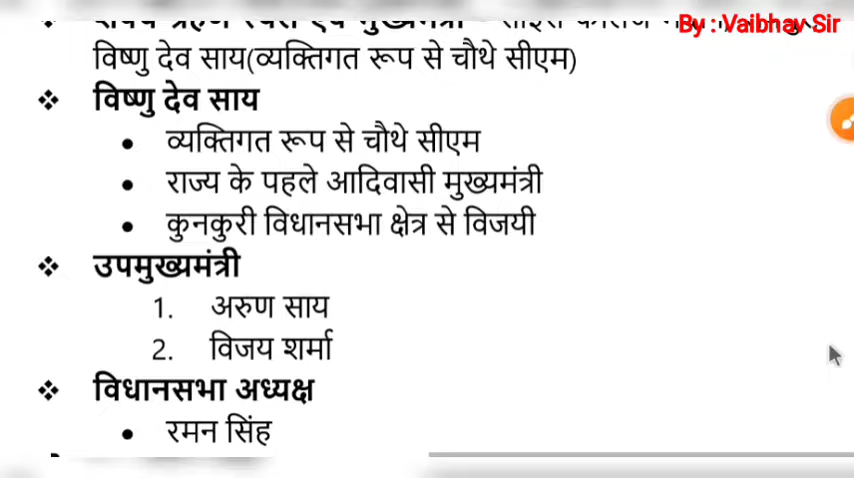 By : Vaibhav Sir
विष्णु देव साय(व्यक्तिगत रूप से चौथे सीएम)
❖ विष्णु देव साय
• व्यक्तिगत रूप से चौथे सीएम
• राज्य के पहले आदिवासी मुख्यमंत्री
• कुनकुरी विधानसभा क्षेत्र से विजयी
❖ उपमुख्यमंत्री
1. अरुण साय
2. विजय शर्मा
❖ विधानसभा अध्यक्ष
• रमन सिंह